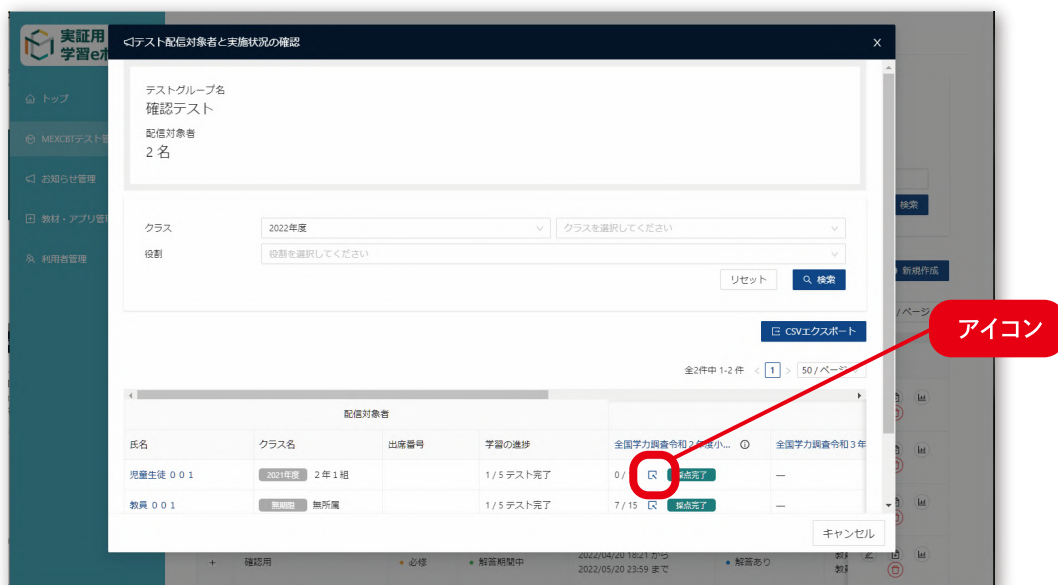 実証用
学習eポ
トップ
MEXCBTテスト管
お知らせ管理
教材・アプリ管理
利用者管理
テスト配信対象者と実施状況の確認
X
テストグループ名
確認テスト
配信対象者
2 名
クラス
2022年度
クラスを選択してください
役割
役割を選択してください
リセット
検索
検索
新規作成
/ ページ
CSVエクスポート
アイコン
全2件中 1-2 件 < 1 > 50 / ページ
配信対象者
氏名 クラス名 出席番号 学習の進捗 全国学力調査令和2年度小... 全国学力調査令和3年
児童生徒 001 2021年度 2年1組 1 / 5 テスト完了 0 / 採点完了 —
教員 001 無期限 無所属 1 / 5 テスト完了 7 / 15 採点完了 —
キャンセル
+ 確認用 必修 解答期間中 2022/04/20 18:21 から 解答あり
2022/05/20 23:59 まで